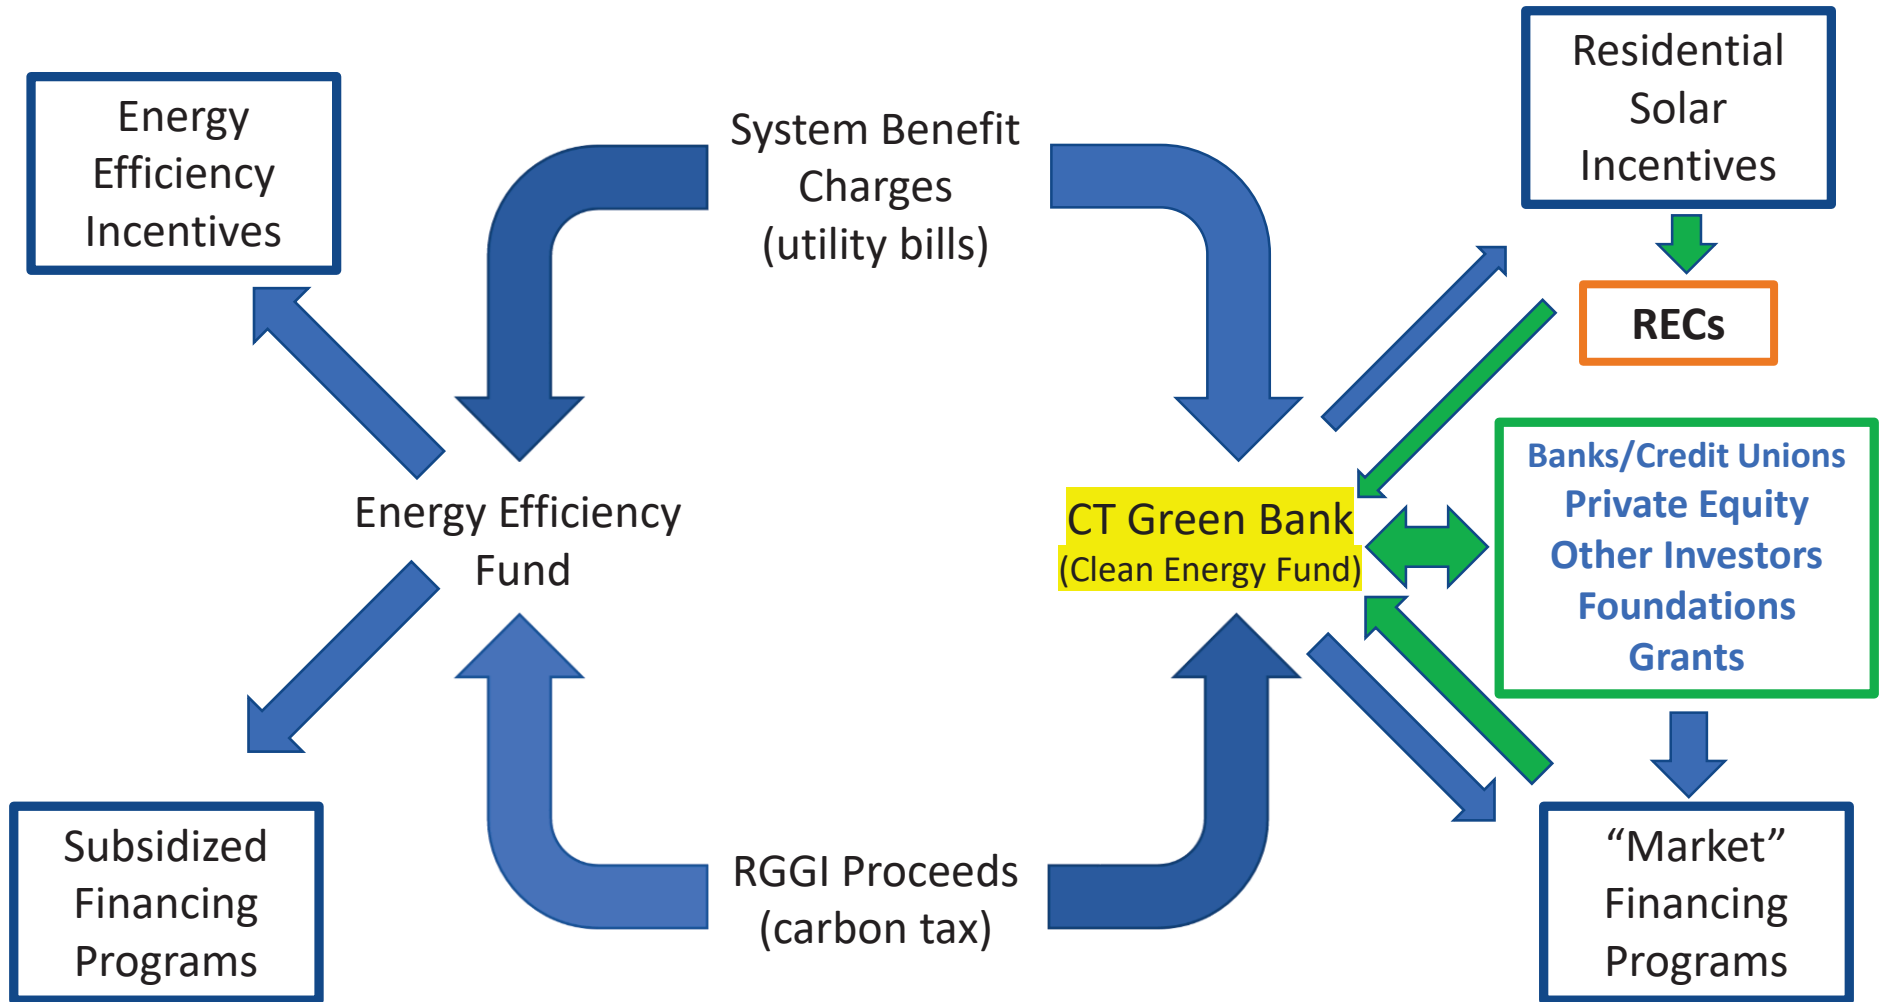 Energy
Efficiency
Incentives
System Benefit
Charges
(utility bills)
Residential
Solar
Incentives
RECs
Energy Efficiency
Fund
CT Green Bank
(Clean Energy Fund)
Banks/Credit Unions
Private Equity
Other Investors
Foundations
Grants
Subsidized
Financing
Programs
RGGI Proceeds
(carbon tax)
“Market”
Financing
Programs